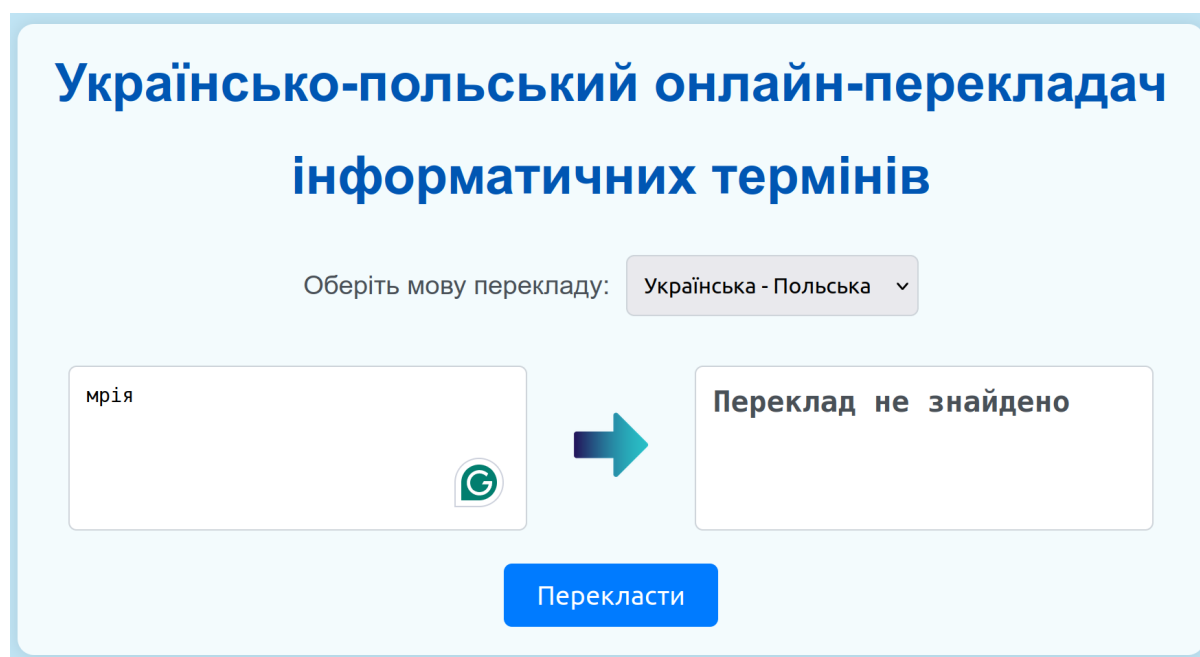 Українсько-польський онлайн-перекладач
інформатичних термінів
Оберіть мову перекладу: Українська - Польська
мрія
Переклад не знайдено
Перекласти